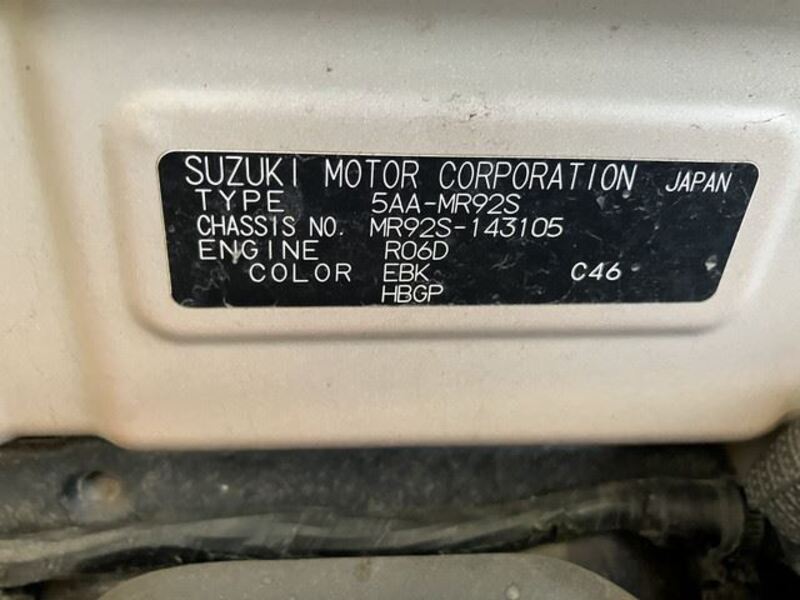 SUZUKI MOTOR CORPORATION JAPAN
TYPE 5AA-MR92S
CHASSIS NO. MR92S-143105
ENGINE R06D
COLOR EBK C46
HBGP